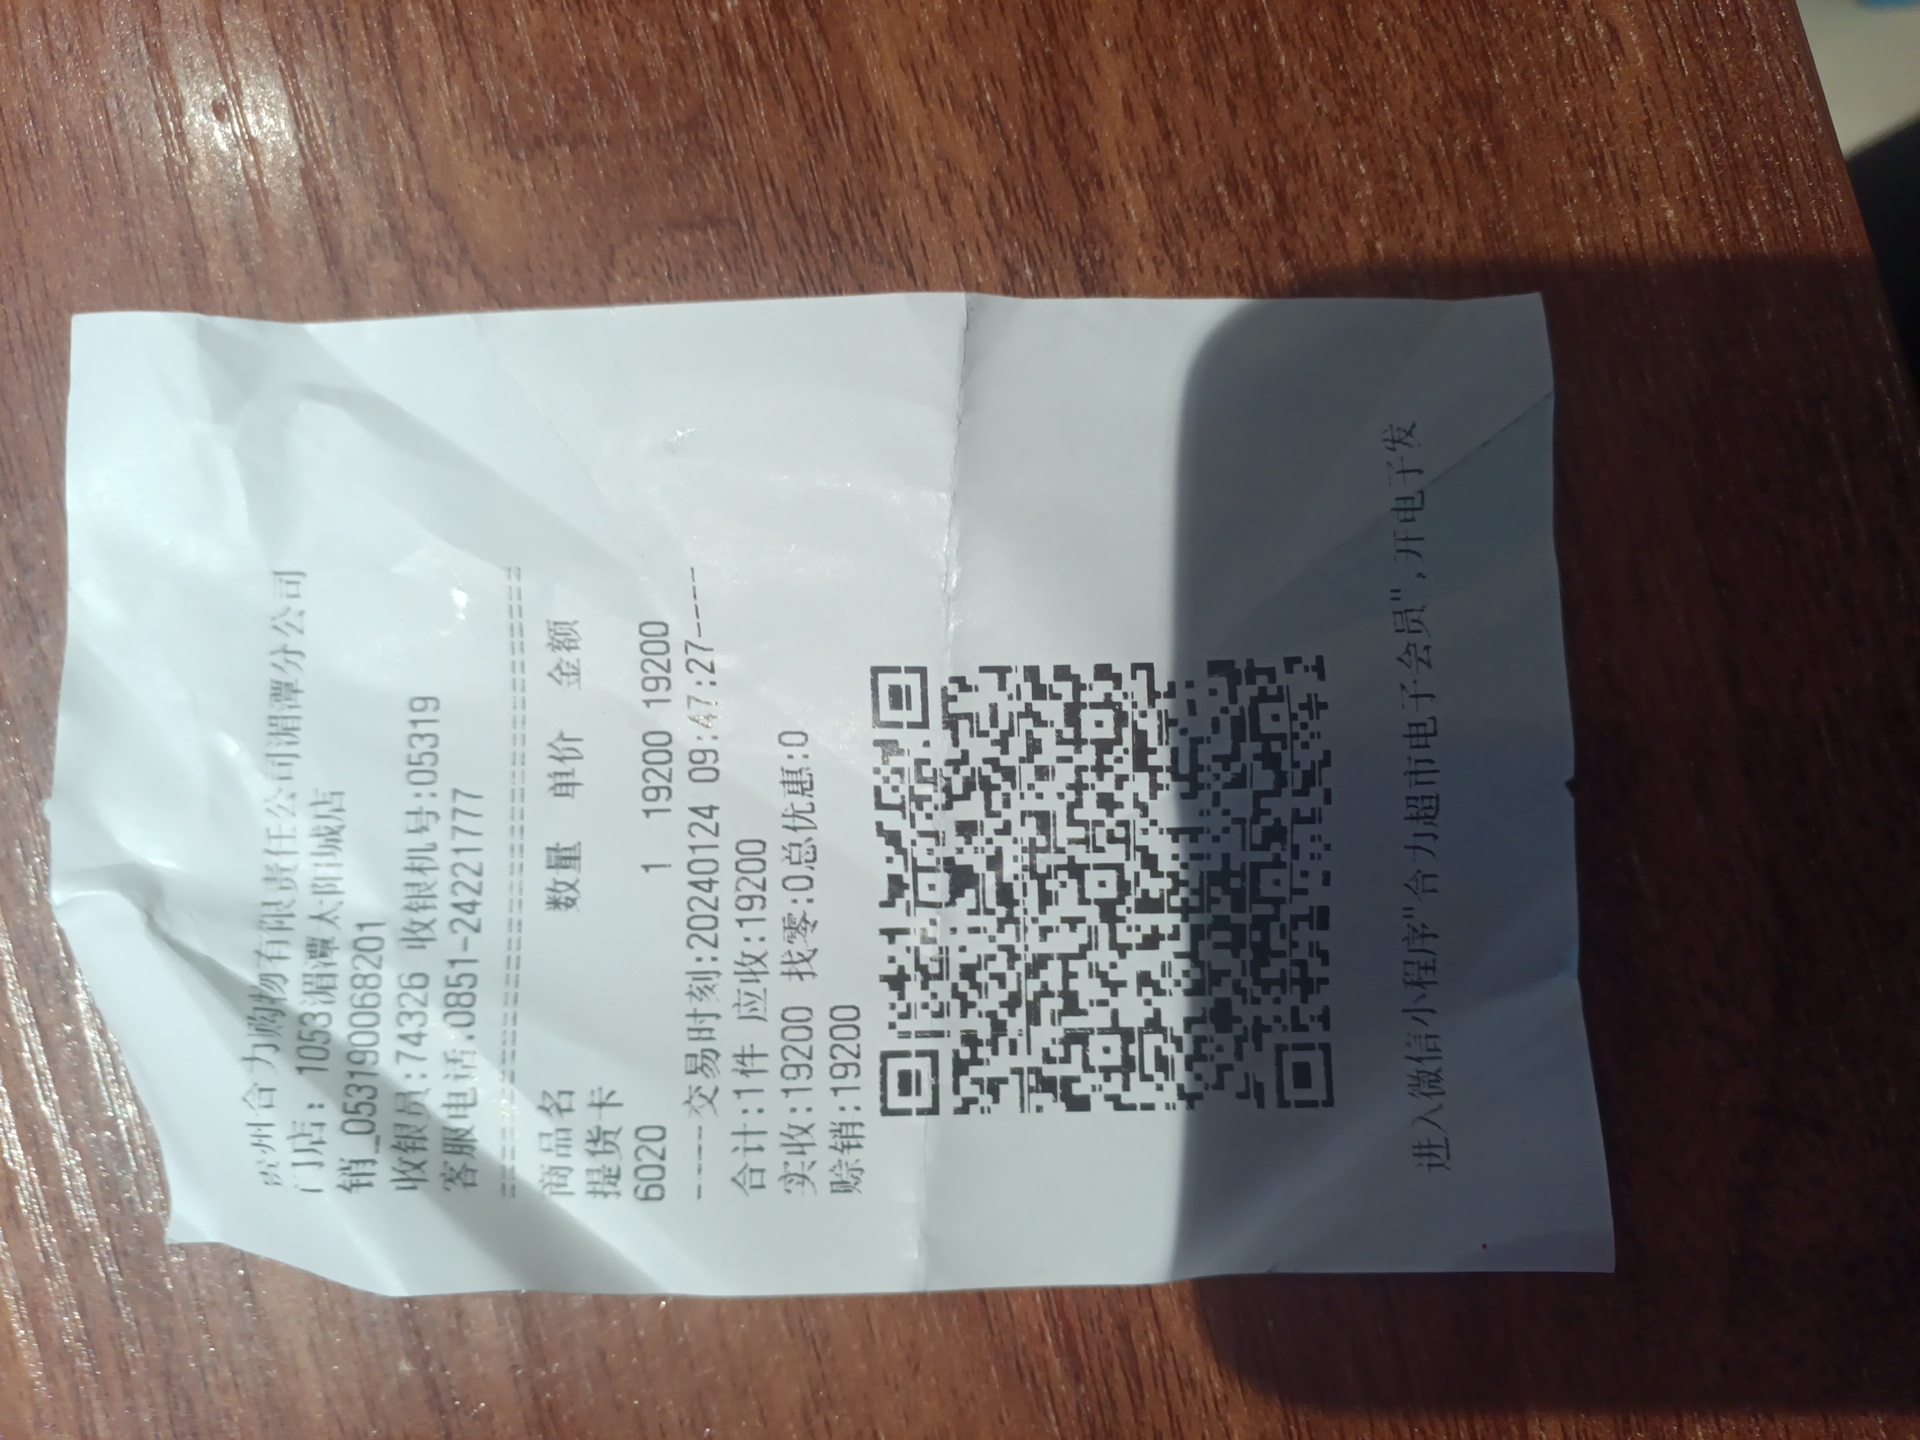 贵州合力购物有限责任公司湄潭分公司
门店: 1053湄潭太阳城店
销_053190068201
收银员:74326 收银机号:05319
客服电话:0851-24221777
================================
商品名 数量 单价 金额
提货卡
6020 1 19200 19200
----交易时刻:20240124 09:47:27----
合计:1件 应收:19200
实收:19200 找零:0总优惠:0
赊销:19200
进入微信小程序"合力超市电子会员",开电子发